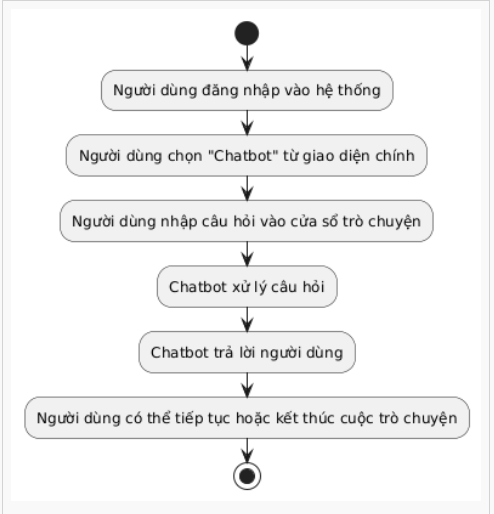 Người dùng đăng nhập vào hệ thống
Người dùng chọn "Chatbot" từ giao diện chính
Người dùng nhập câu hỏi vào cửa sổ trò chuyện
Chatbot xử lý câu hỏi
Chatbot trả lời người dùng
Người dùng có thể tiếp tục hoặc kết thúc cuộc trò chuyện